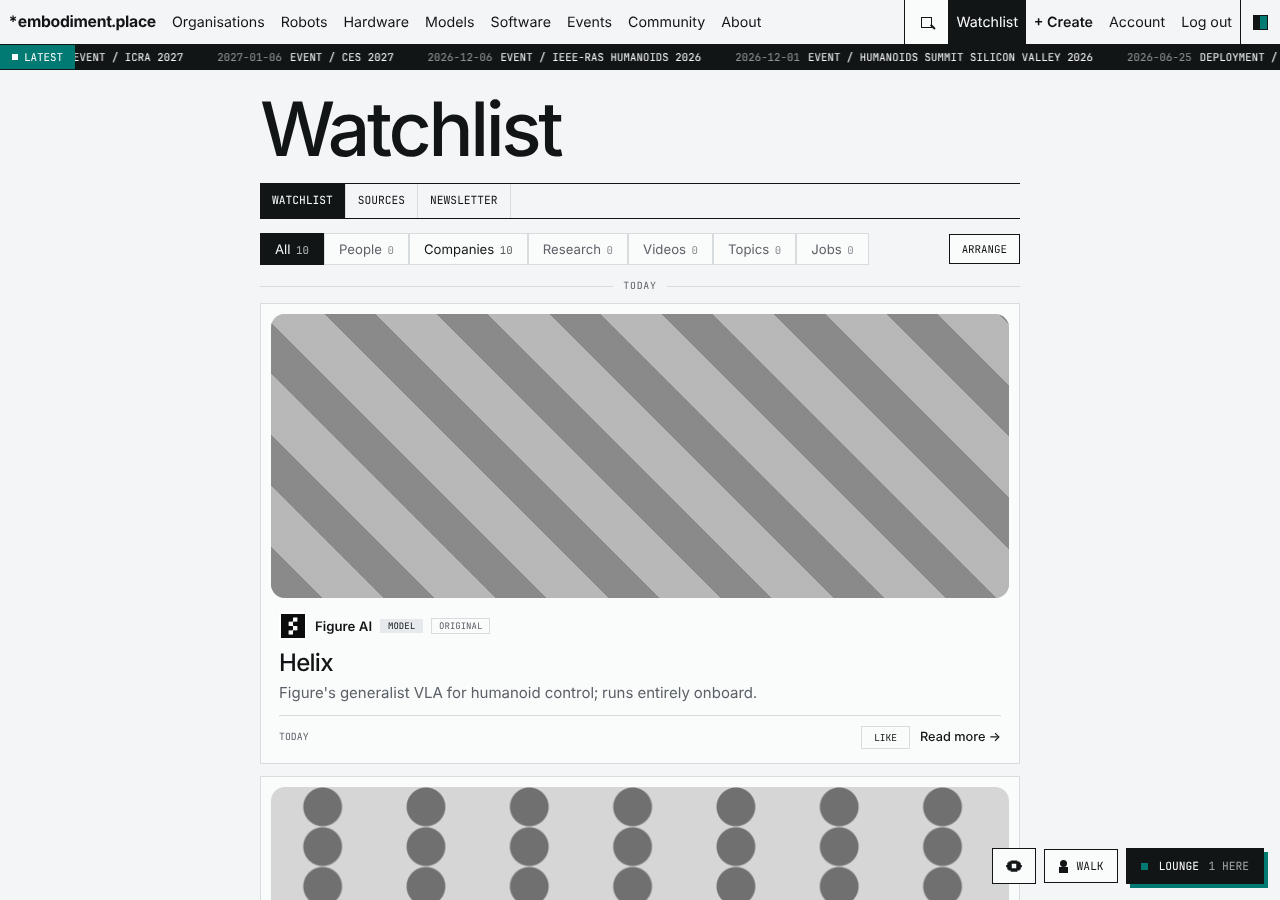 *embodiment.place Organisations Robots Hardware Models Software Events Community About Watchlist + Create Account Log out
LATEST EVENT / ICRA 2027 2027-01-06 EVENT / CES 2027 2026-12-06 EVENT / IEEE-RAS HUMANOIDS 2026 2026-12-01 EVENT / HUMANOIDS SUMMIT SILICON VALLEY 2026 2026-06-25 DEPLOYMENT /
Watchlist
WATCHLIST SOURCES NEWSLETTER
All 10 People 0 Companies 10 Research 0 Videos 0 Topics 0 Jobs 0 ARRANGE
TODAY
Figure AI MODEL ORIGINAL
Helix
Figure's generalist VLA for humanoid control; runs entirely onboard.
TODAY LIKE Read more →
WALK LOUNGE 1 HERE